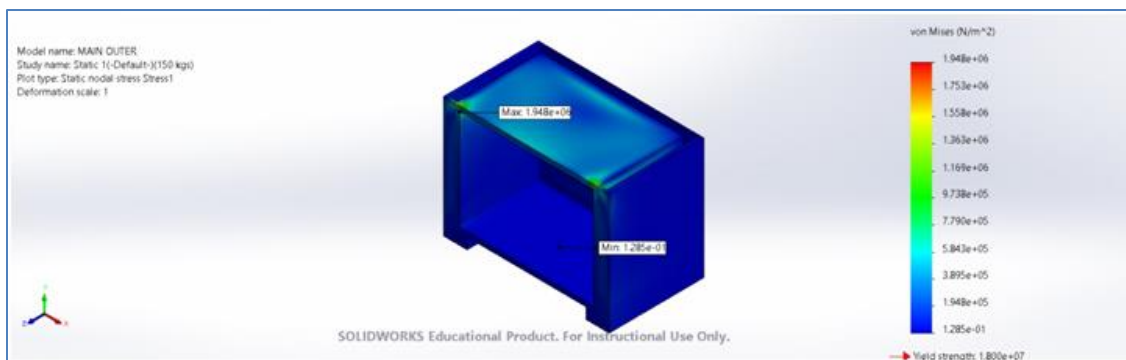 Model name: MAIN OUTER
Study name: Static 1(-Default-)(150 kgs)
Plot type: Static nodal stress Stress1
Deformation scale: 1
von Mises (N/m^2)
1.948e+06
1.753e+06
1.558e+06
1.363e+06
1.169e+06
9.738e+05
7.790e+05
5.843e+05
3.895e+05
1.948e+05
1.285e-01
Yield strength: 1.800e+07
Max: 1.948e+06
Min: 1.285e-01
SOLIDWORKS Educational Product. For Instructional Use Only.